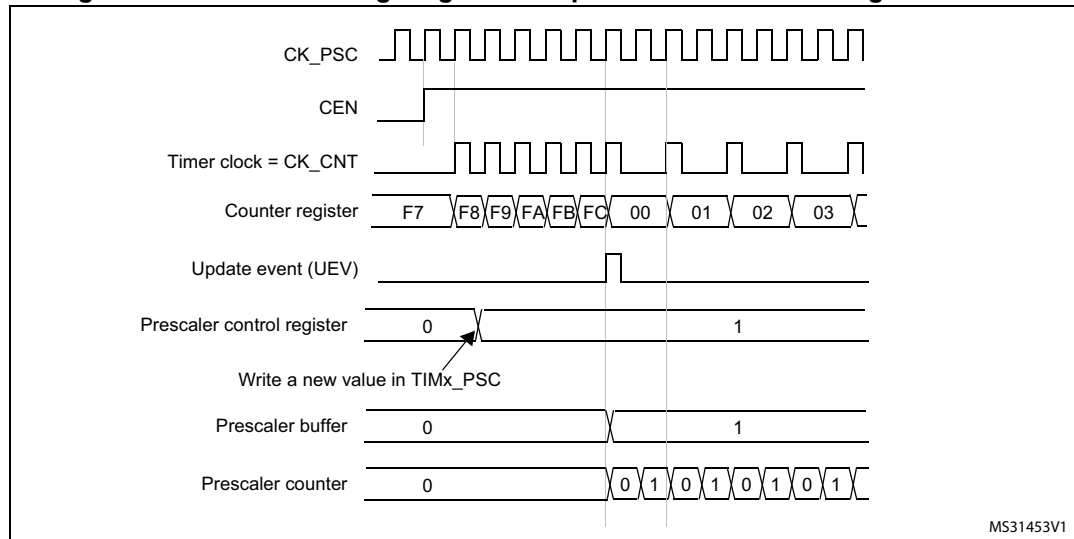 CK_PSC
CEN
Timer clock = CK_CNT
Counter register F7 F8 F9 FA FB FC 00 01 02 03
Update event (UEV)
Prescaler control register 0 1
Write a new value in TIMx_PSC
Prescaler buffer 0 1
Prescaler counter 0 0 1 0 1 0 1 0 1
MS31453V1